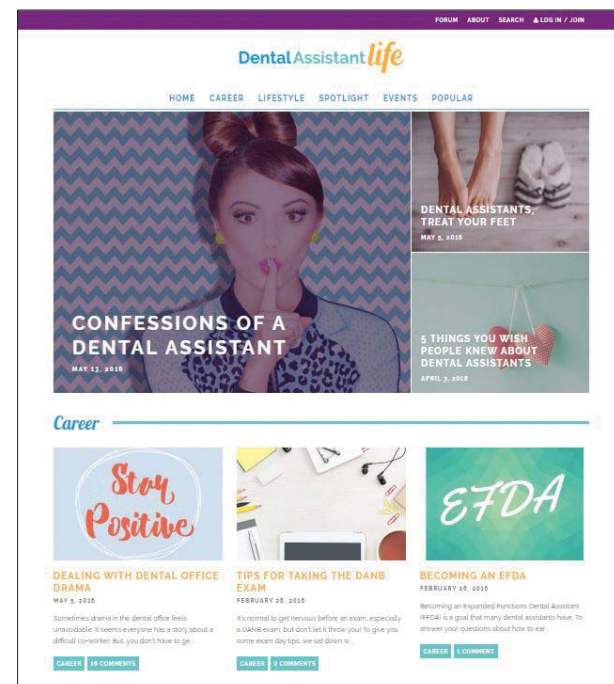 FORUM ABOUT SEARCH LOG IN / JOIN
Dental Assistant life
HOME CAREER LIFESTYLE SPOTLIGHT EVENTS POPULAR
CONFESSIONS OF A
DENTAL ASSISTANT
MAY 13, 2016
DENTAL ASSISTANTS,
TREAT YOUR FEET
MAY 5, 2016
5 THINGS YOU WISH
PEOPLE KNEW ABOUT
DENTAL ASSISTANTS
APRIL 7, 2016
Career
Stay
Positive
DEALING WITH DENTAL OFFICE
DRAMA
MAY 3, 2016
Sometimes drama in the dental office feels
unavoidable. It seems everyone has a story about a
difficult co-worker. But, you don't have to ge...
CAREER 16 COMMENTS
TIPS FOR TAKING THE DANB
EXAM
FEBRUARY 26, 2016
It's normal to get nervous before an exam, especially
a DANB exam, but don't let it throw you! To give you
some exam day tips, we sat down w...
CAREER 0 COMMENTS
EFDA
BECOMING AN EFDA
FEBRUARY 26, 2016
Becoming an Expanded Functions Dental Assistant
(EFDA) is a goal that many dental assistants have. To
answer your questions about how to ear...
CAREER 1 COMMENT